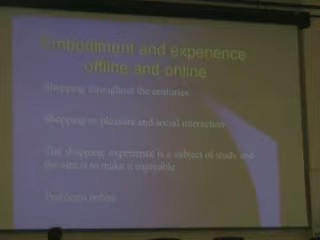 Embodiment and experience
offline and online
Shopping throughout the centuries
Shopping as pleasure and social interaction
The shopping experience is a subject of study and
the aim is to make it enjoyable
Problems online